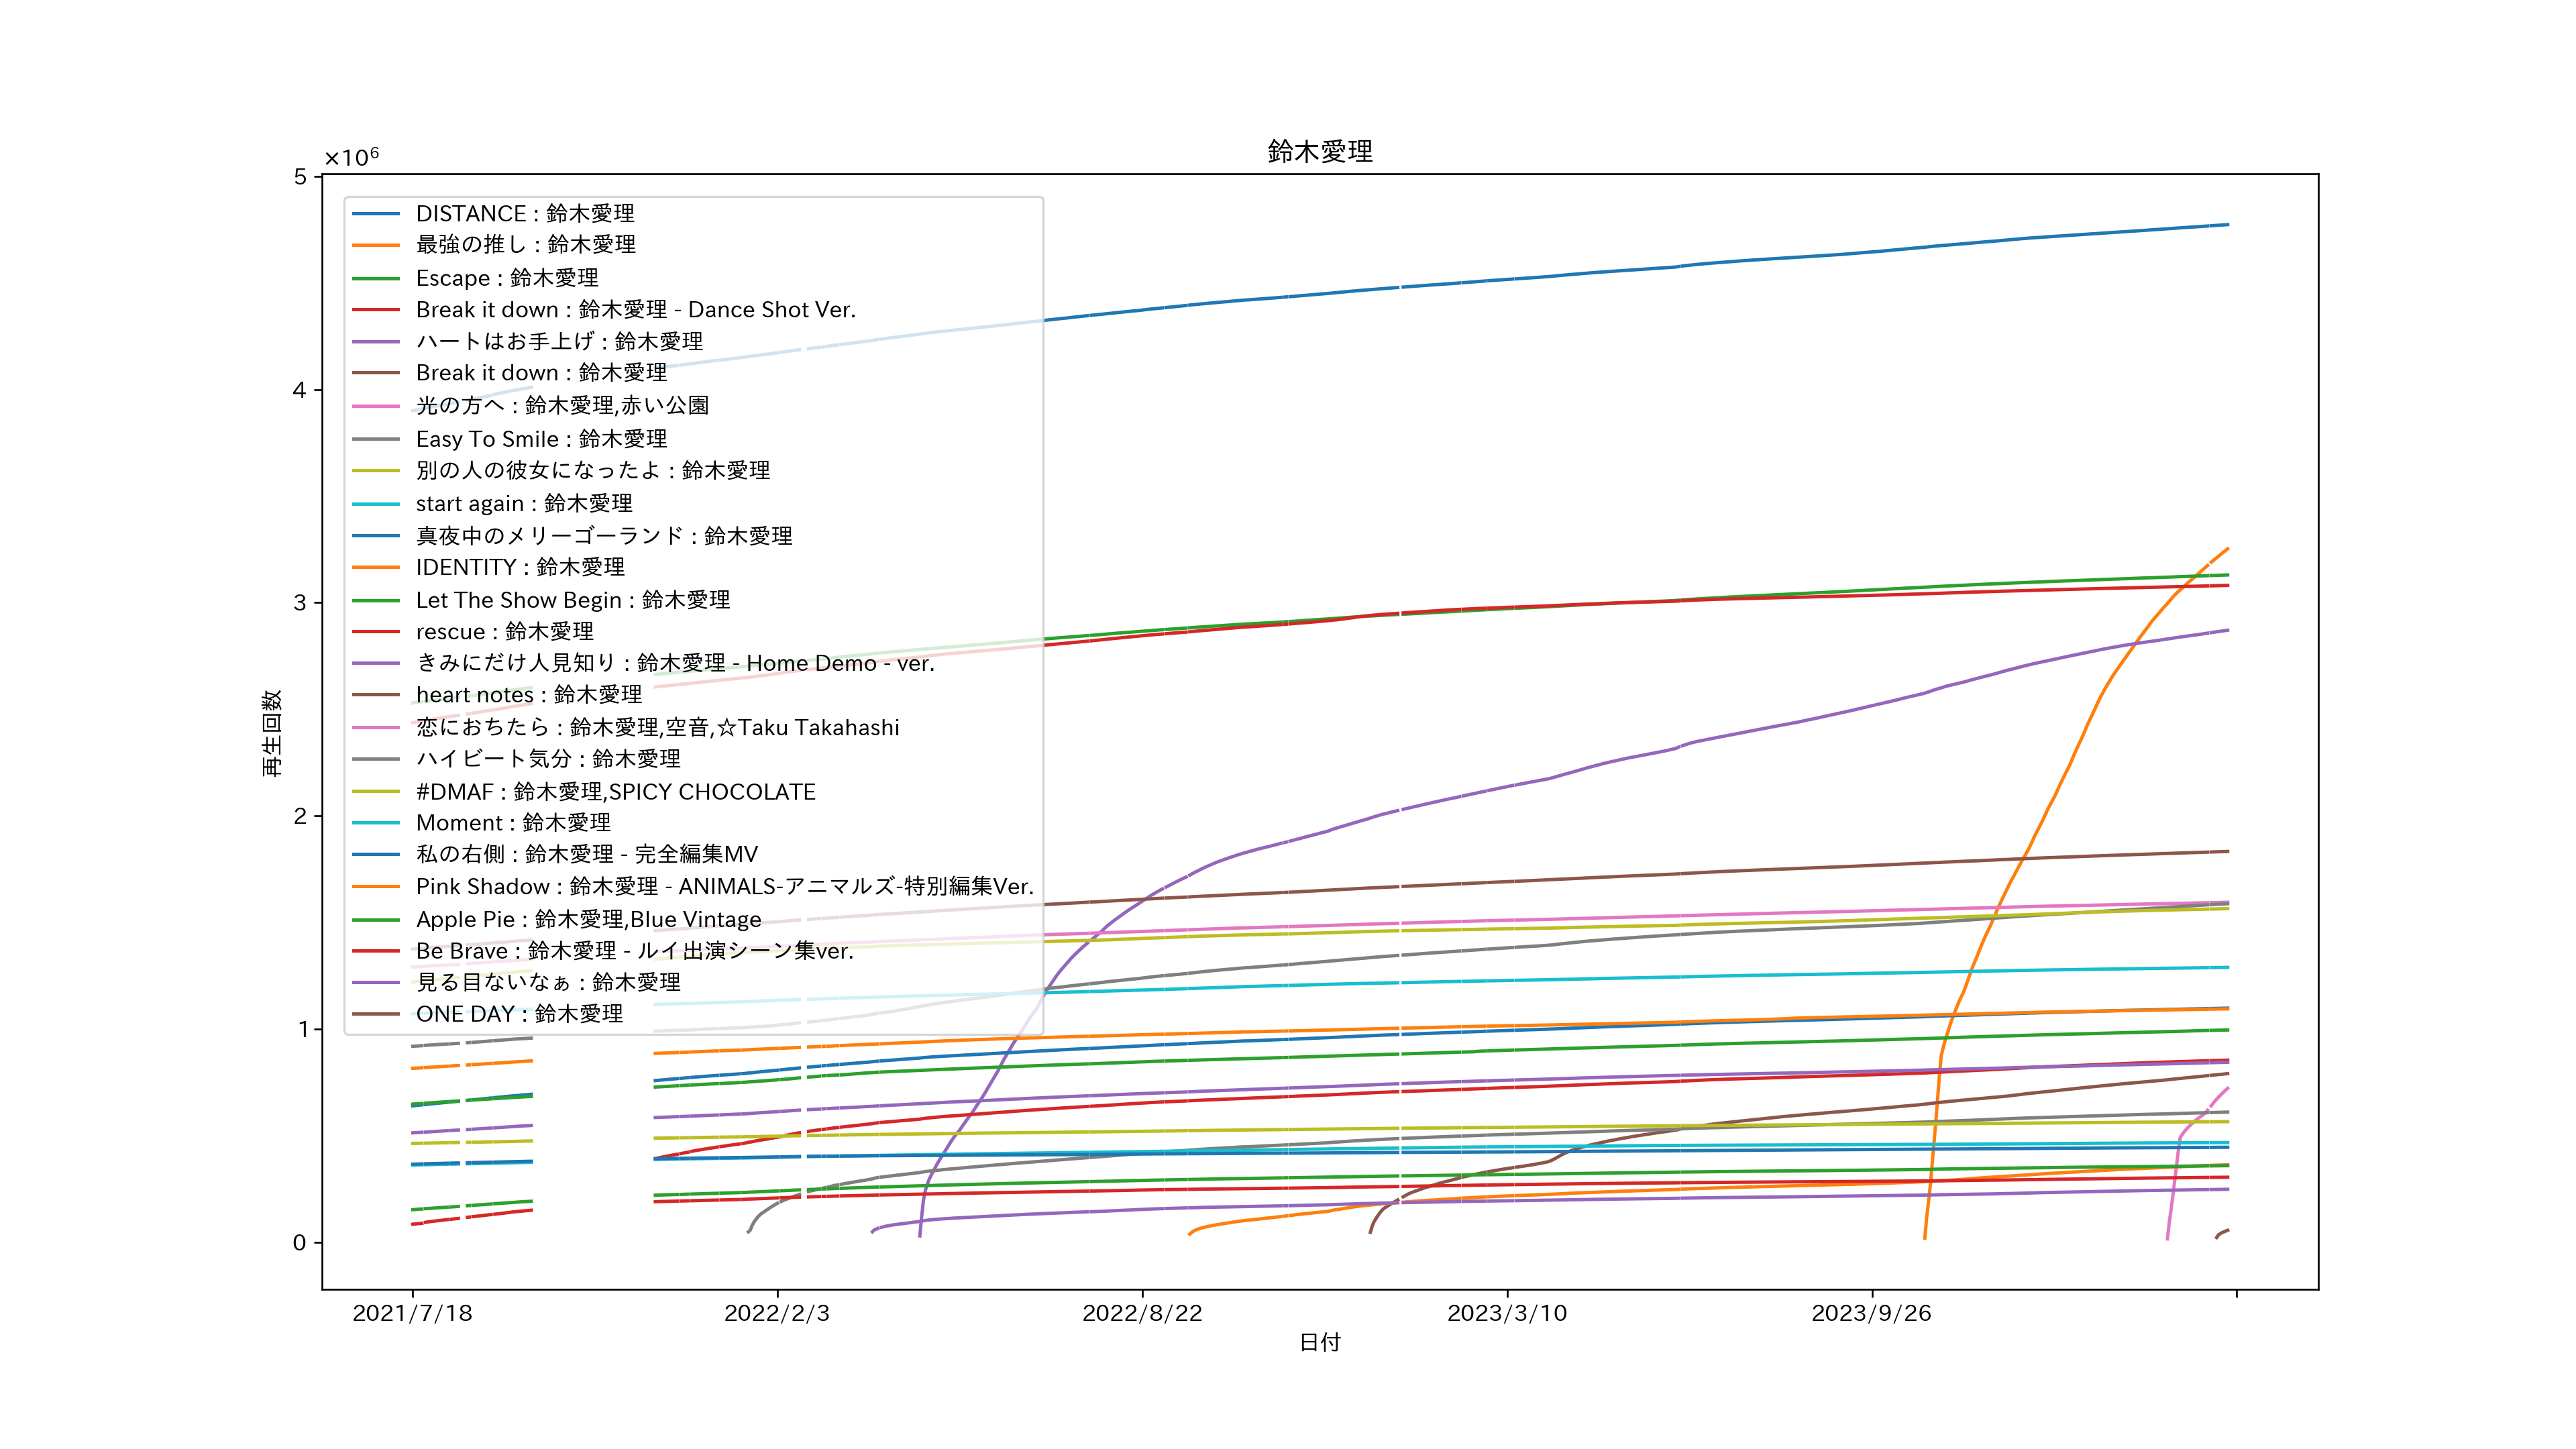 鈴木愛理
×10⁶
5
4
3
2
1
0
再生回数
DISTANCE : 鈴木愛理
最強の推し : 鈴木愛理
Escape : 鈴木愛理
Break it down : 鈴木愛理 - Dance Shot Ver.
ハートはお手上げ : 鈴木愛理
Break it down : 鈴木愛理
光の方へ : 鈴木愛理,赤い公園
Easy To Smile : 鈴木愛理
別の人の彼女になったよ : 鈴木愛理
start again : 鈴木愛理
真夜中のメリーゴーランド : 鈴木愛理
IDENTITY : 鈴木愛理
Let The Show Begin : 鈴木愛理
rescue : 鈴木愛理
きみにだけ人見知り : 鈴木愛理 - Home Demo - ver.
heart notes : 鈴木愛理
恋におちたら : 鈴木愛理,空音,☆Taku Takahashi
ハイビート気分 : 鈴木愛理
#DMAF : 鈴木愛理,SPICY CHOCOLATE
Moment : 鈴木愛理
私の右側 : 鈴木愛理 - 完全編集MV
Pink Shadow : 鈴木愛理 - ANIMALS-アニマルズ-特別編集Ver.
Apple Pie : 鈴木愛理,Blue Vintage
Be Brave : 鈴木愛理 - ルイ出演シーン集ver.
見る目ないなぁ : 鈴木愛理
ONE DAY : 鈴木愛理
2021/7/18 2022/2/3 2022/8/22 2023/3/10 2023/9/26
日付